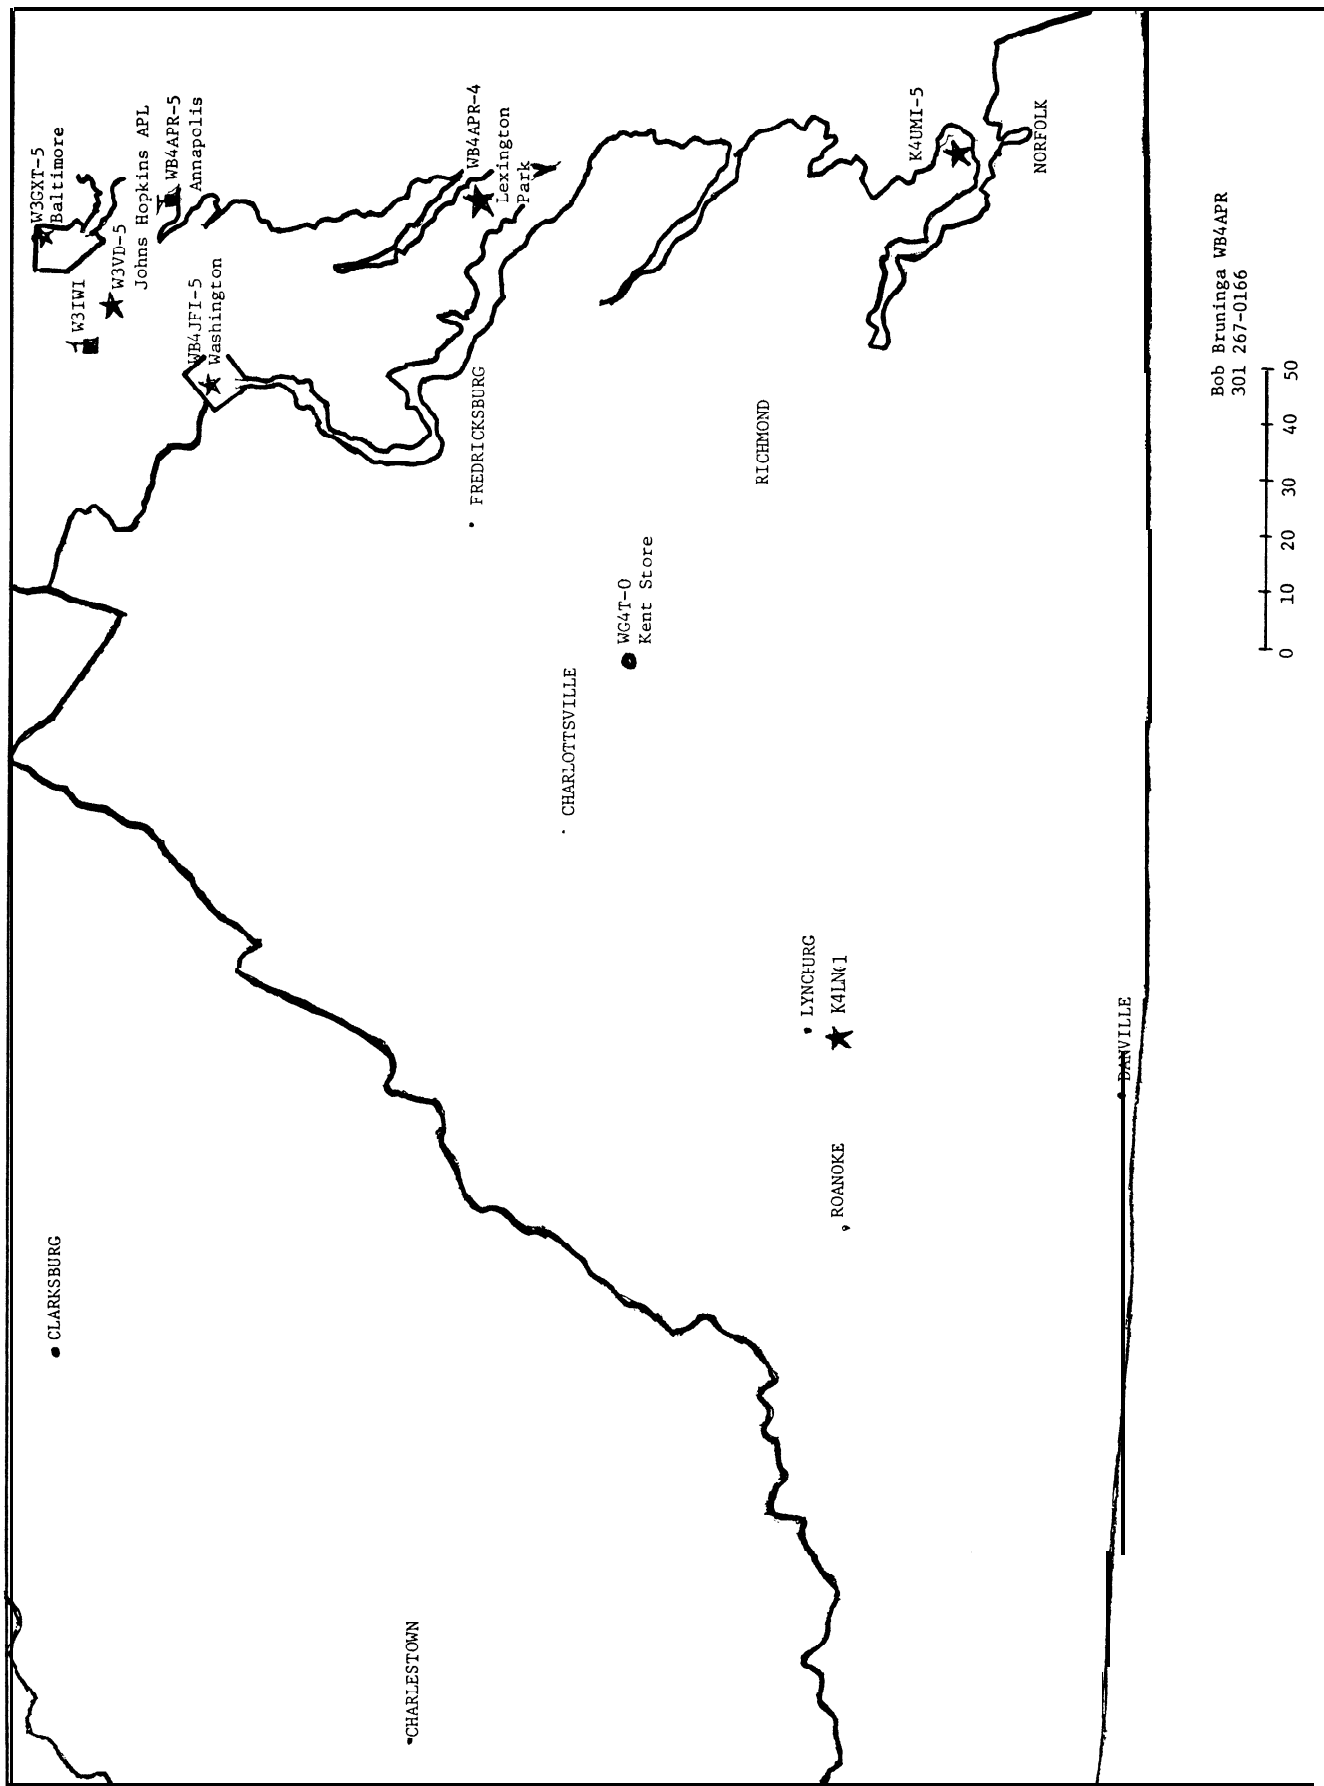 W3GXT-5
Baltimore
W3IWI
W3VD-5
Johns Hopkins APL
WB4APR-5
Annapolis
WB4JFI-5
Washington
WB4APR-4
Lexington
Park
FREDRICKSBURG
K4UMI-5
NORFOLK
RICHMOND
WG4T-0
Kent Store
CHARLOTTSVILLE
CLARKSBURG
LYNCHURG
ROANOKE
DANVILLE
CHARLESTOWN
Bob Bruninga WB4APR
301 267-0166
0 10 20 30 40 50